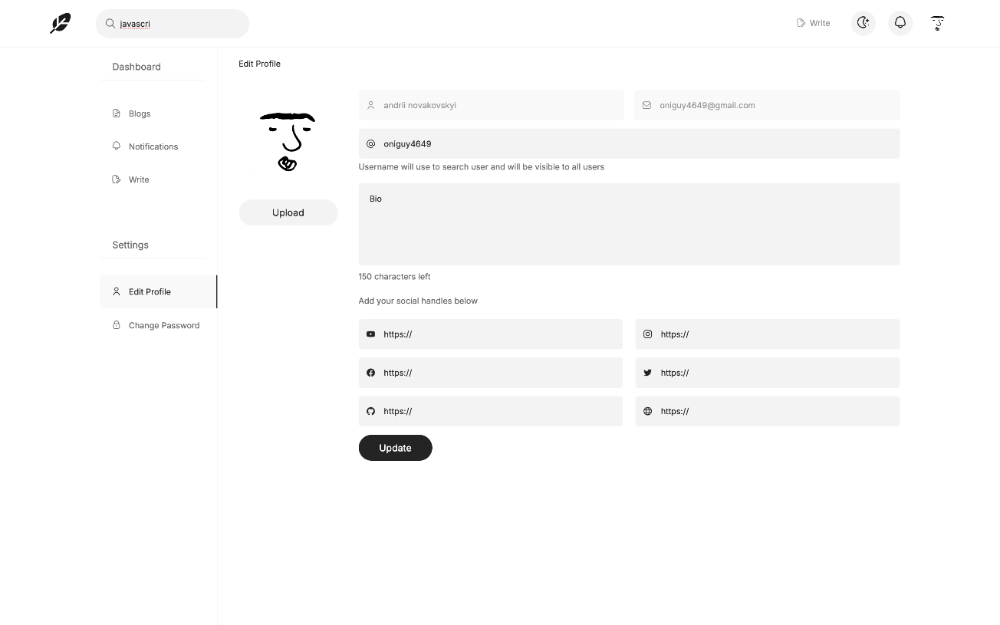 javascri
Write
Dashboard
Blogs
Notifications
Write
Settings
Edit Profile
Change Password
Edit Profile
Upload
andrii novakovskyi
oniguy4649@gmail.com
oniguy4649
Username will use to search user and will be visible to all users
Bio
150 characters left
Add your social handles below
https://
https://
https://
https://
https://
https://
Update